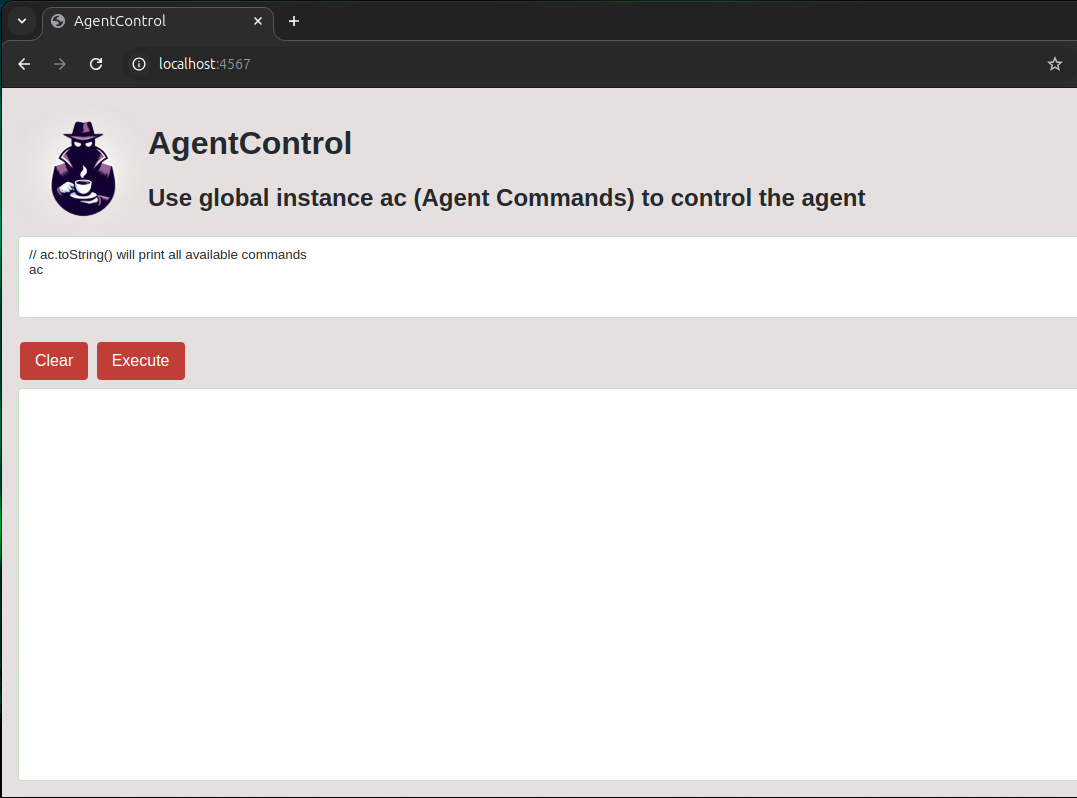 AgentControl
localhost:4567
AgentControl
Use global instance ac (Agent Commands) to control the agent
// ac.toString() will print all available commands
ac
Clear Execute